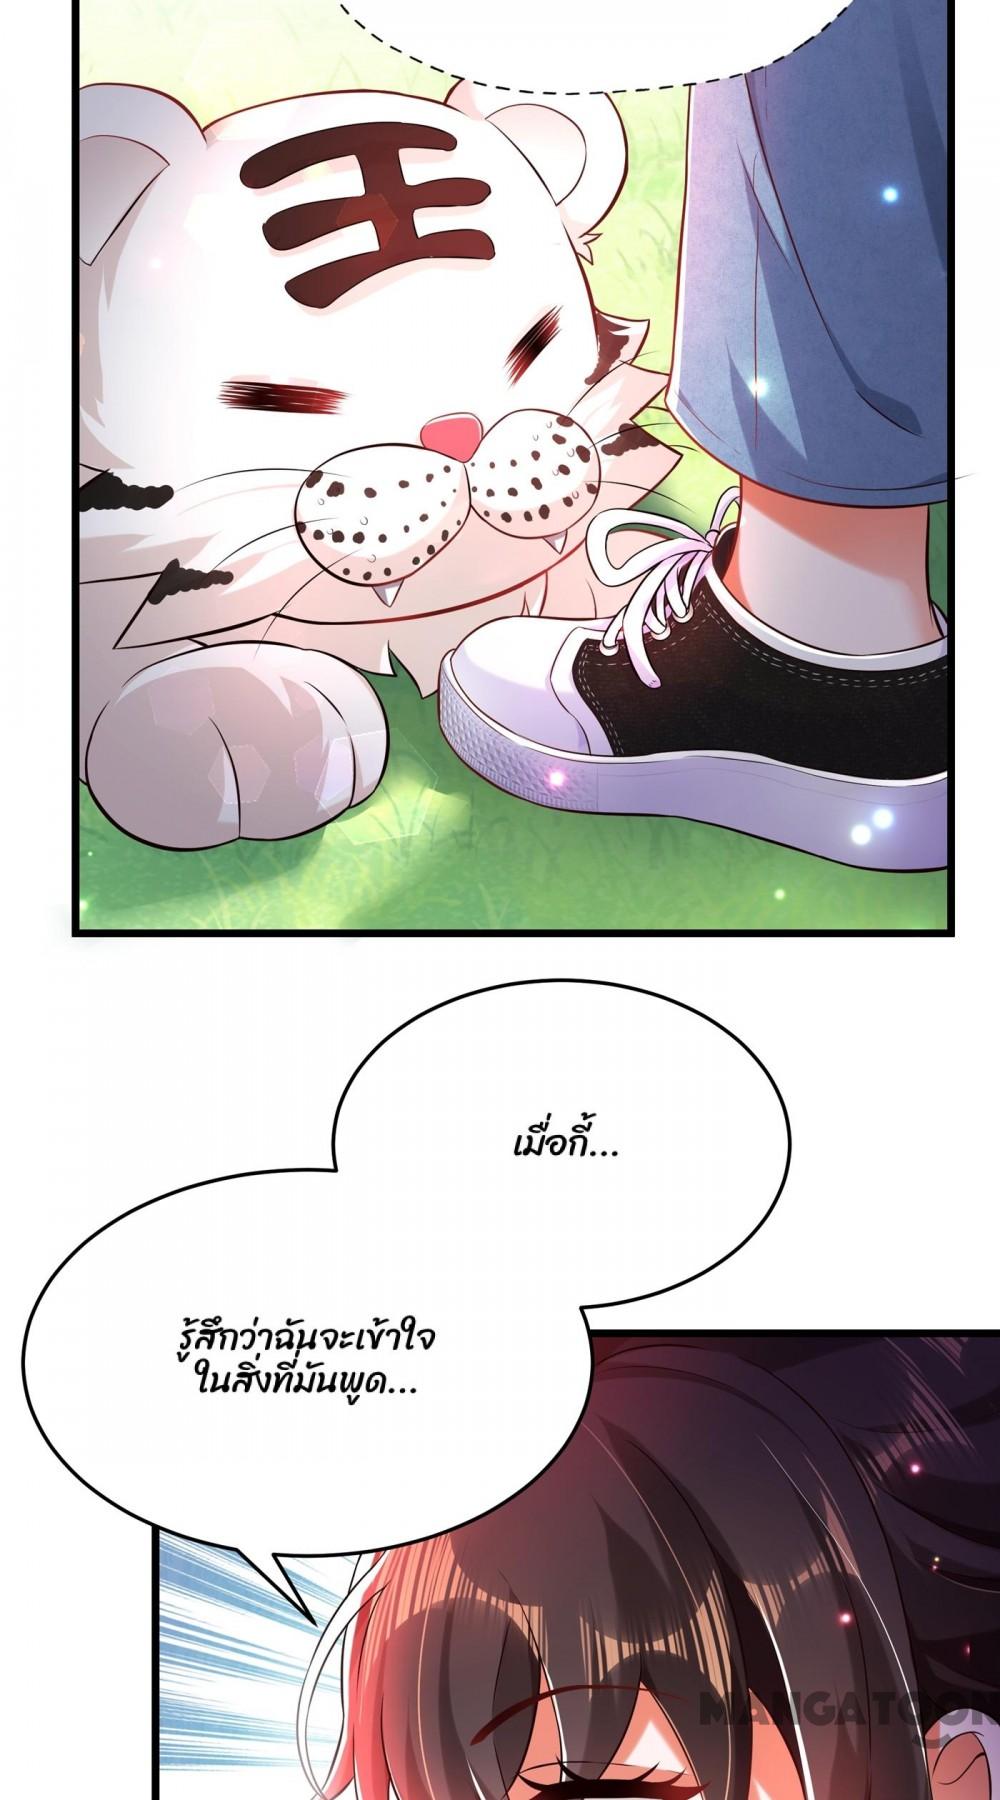 王
เมื่อกี้...
รู้สึกว่าฉันจะเข้าใจ
ในสิ่งที่มันพูด...
MANGATOON